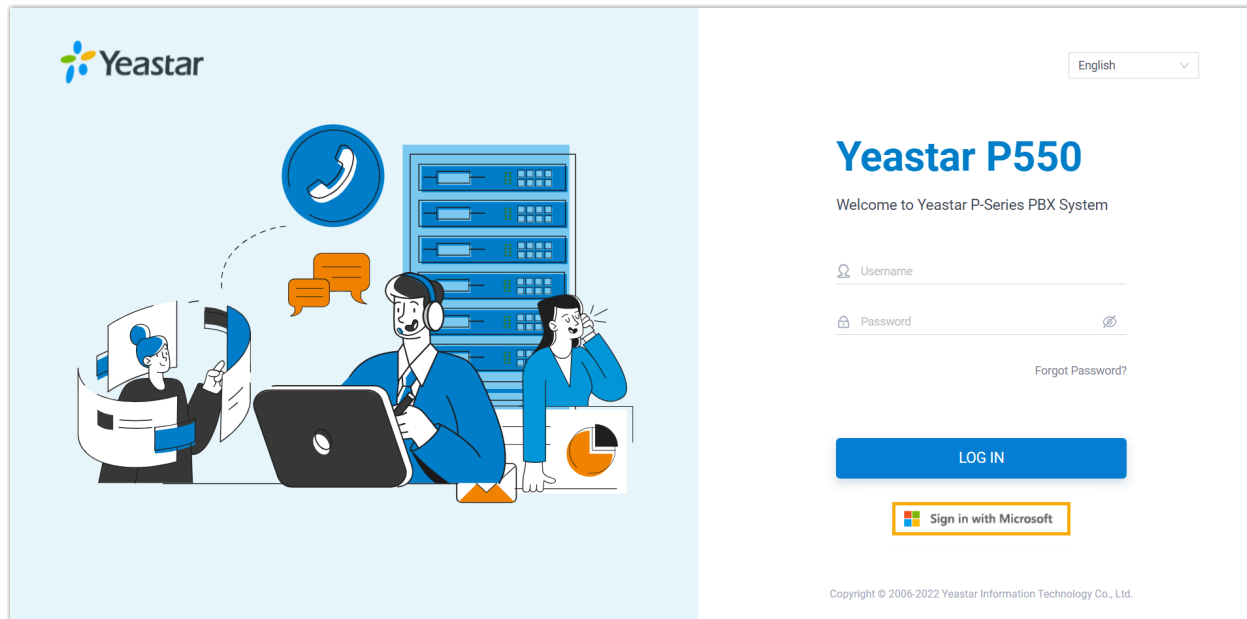 Yeastar
English
Yeastar P550
Welcome to Yeastar P-Series PBX System
Username
Password
Forgot Password?
LOG IN
Sign in with Microsoft
Copyright © 2006-2022 Yeastar Information Technology Co., Ltd.